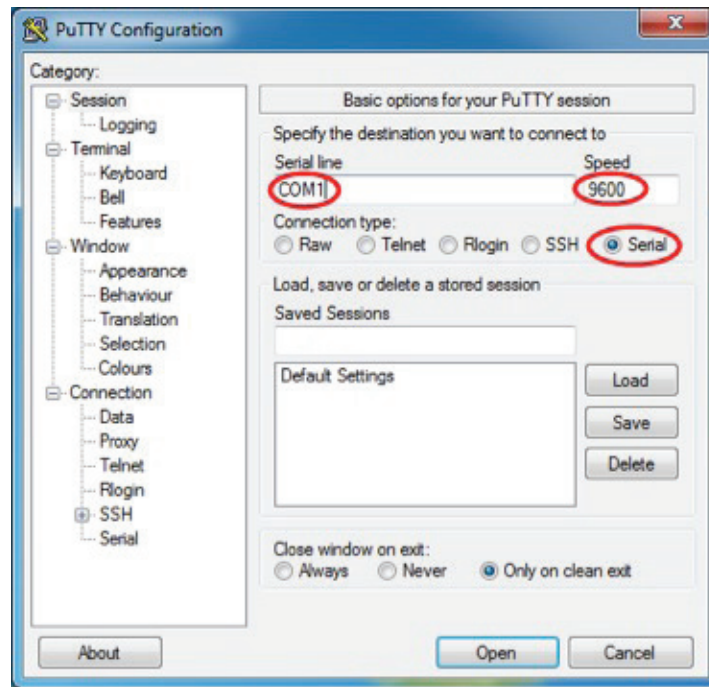 PuTTY Configuration
Category:
Session
Logging
Terminal
Keyboard
Bell
Features
Window
Appearance
Behaviour
Translation
Selection
Colours
Connection
Data
Proxy
Telnet
Rlogin
SSH
Serial
Basic options for your PuTTY session
Specify the destination you want to connect to
Serial line Speed
COM1 9600
Connection type:
Raw Telnet Rlogin SSH Serial
Load, save or delete a stored session
Saved Sessions
Default Settings
Load
Save
Delete
Close window on exit:
Always Never Only on clean exit
About Open Cancel